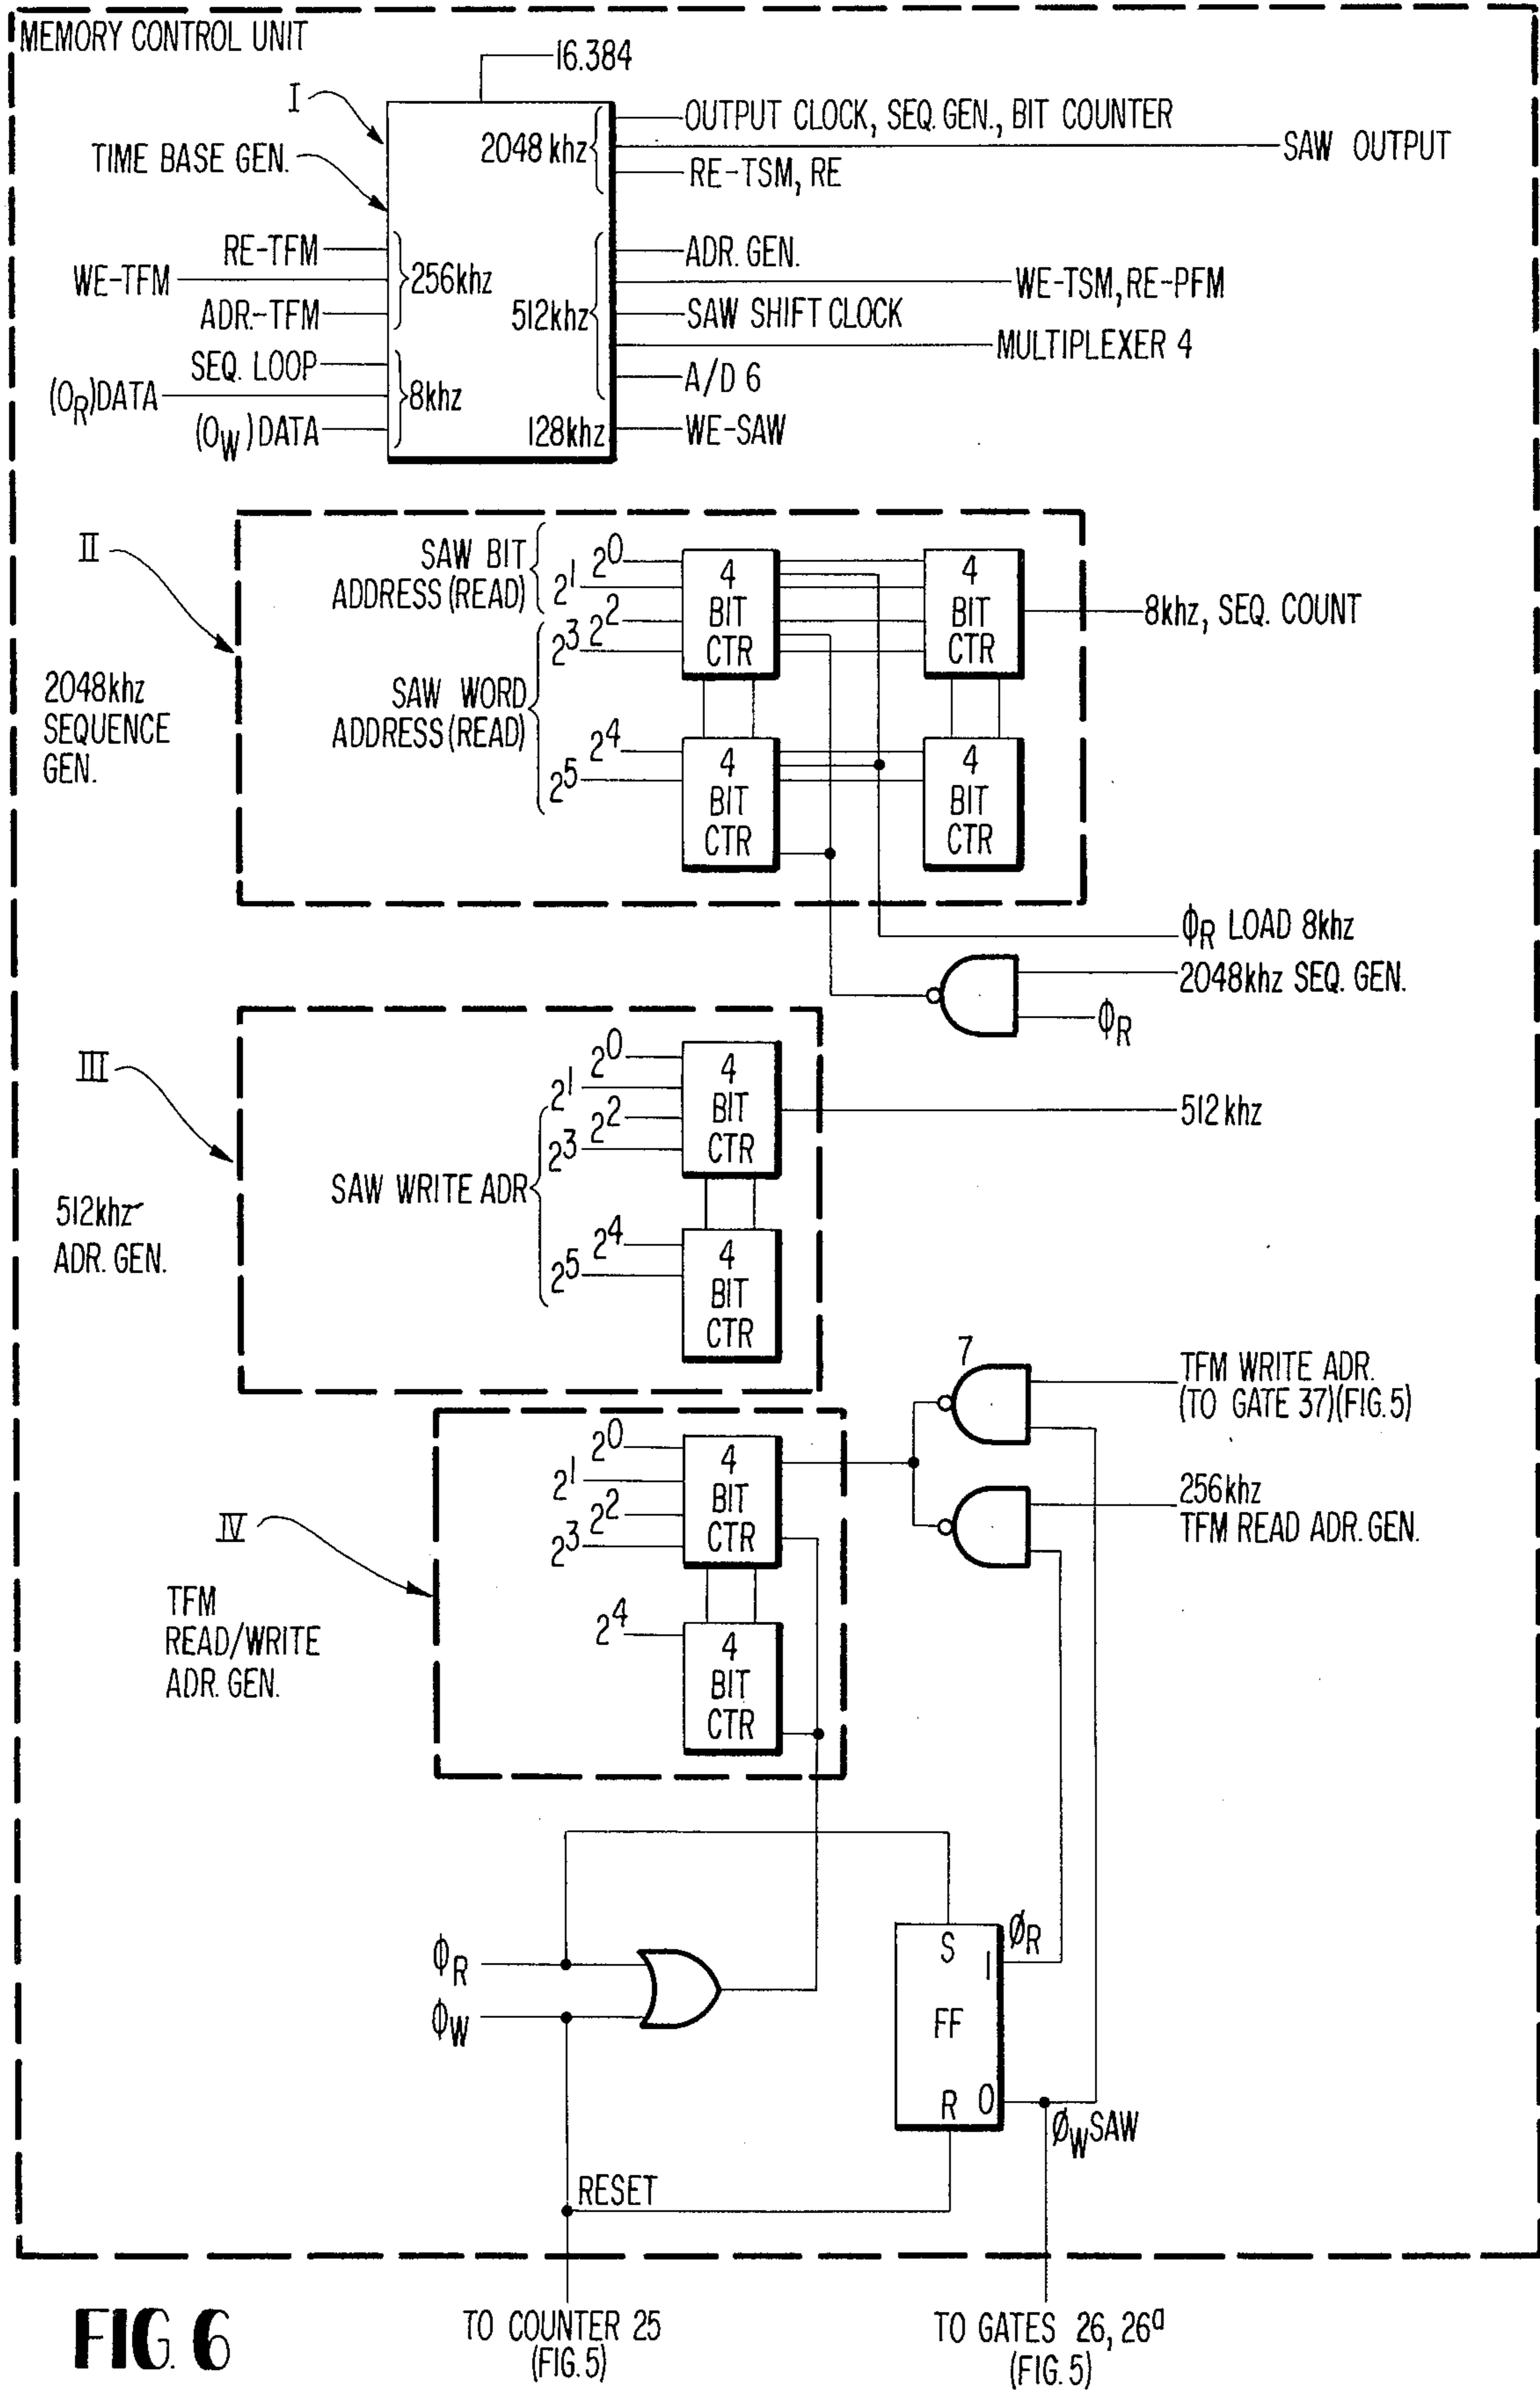 MEMORY CONTROL UNIT
16.384
I
TIME BASE GEN.
2048 khz
OUTPUT CLOCK, SEQ. GEN., BIT COUNTER
SAW OUTPUT
RE-TSM, RE
RE-TFM
WE-TFM
ADR.-TFM
256khz
ADR. GEN.
WE-TSM, RE-PFM
512khz
SAW SHIFT CLOCK
MULTIPLEXER 4
A/D 6
SEQ. LOOP
(O_R) DATA
(O_W) DATA
8khz
128khz
WE-SAW
II
2048khz
SEQUENCE
GEN.
SAW BIT
ADDRESS (READ)
2^0
2^1
2^2
2^3
SAW WORD
ADDRESS (READ)
2^4
2^5
4
BIT
CTR
4
BIT
CTR
4
BIT
CTR
4
BIT
CTR
8khz, SEQ. COUNT
ϕ_R LOAD 8khz
2048khz SEQ. GEN.
ϕ_R
III
512khz
ADR. GEN.
2^0
2^1
2^2
2^3
SAW WRITE ADR
2^4
2^5
4
BIT
CTR
4
BIT
CTR
512 khz
IV
TFM
READ/WRITE
ADR. GEN.
2^0
2^1
2^2
2^3
2^4
4
BIT
CTR
4
BIT
CTR
7
TFM WRITE ADR.
(TO GATE 37) (FIG. 5)
256khz
TFM READ ADR. GEN.
ϕ_R
ϕ_W
S
1
FF
R
0
Ø_R
Ø_W SAW
RESET
TO COUNTER 25
(FIG. 5)
TO GATES 26, 26a
(FIG. 5)
FIG. 6